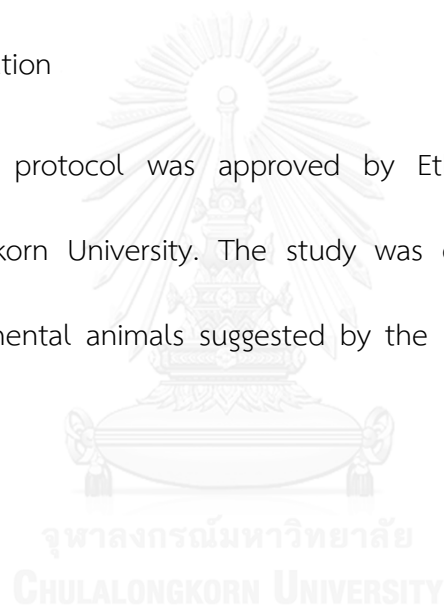 tion
protocol was approved by Et
korn University. The study was
mental animals suggested by the
จุฬาลงกรณ์มหาวิทยาลัย
CHULALONGKORN UNIVERSITY